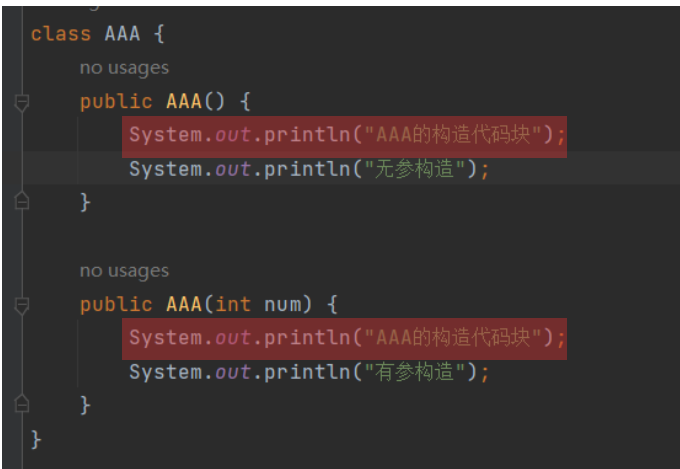 class AAA {
no usages
public AAA() {
System.out.println("AAA的构造代码块");
System.out.println("无参构造");
}
no usages
public AAA(int num) {
System.out.println("AAA的构造代码块");
System.out.println("有参构造");
}
}